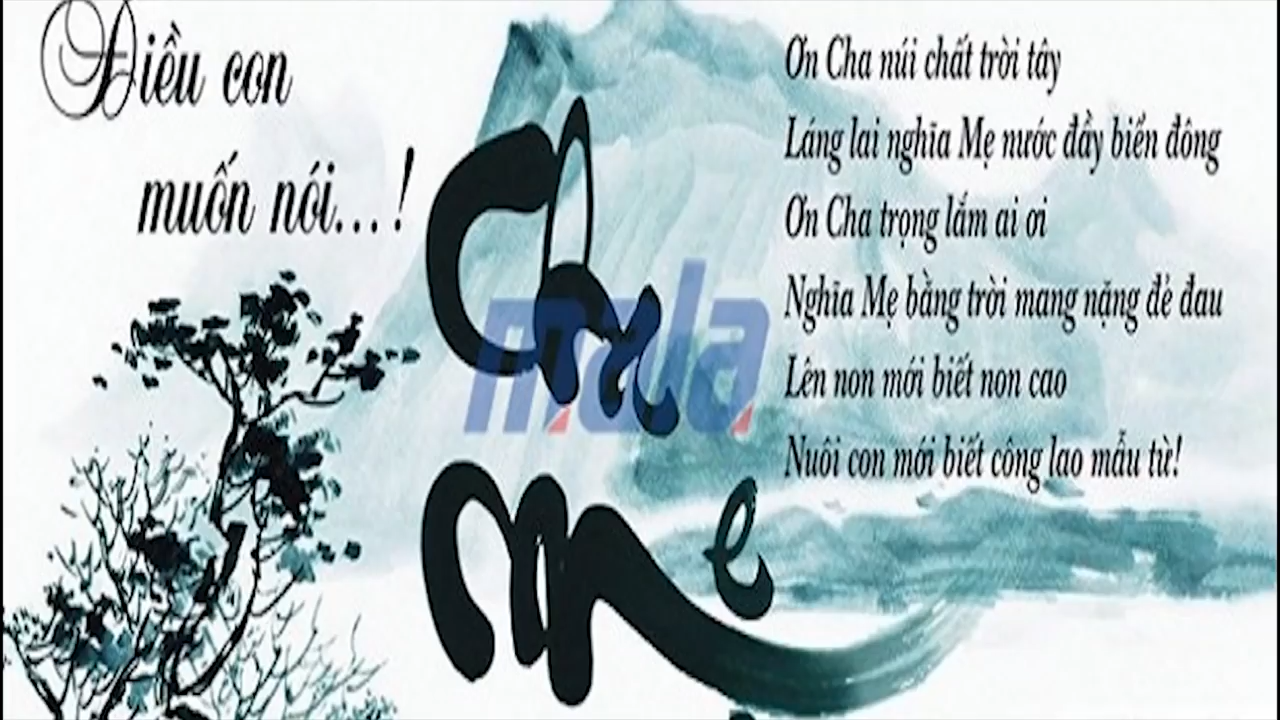 Điều con
muốn nói...!
Cha
Mẹ
mala
Ơn Cha núi chất trời tây
Láng lai nghĩa Mẹ nước đầy biển đông
Ơn Cha trọng lắm ai ơi
Nghĩa Mẹ bằng trời mang nặng đẻ đau
Lên non mới biết non cao
Nuôi con mới biết công lao mẫu từ!